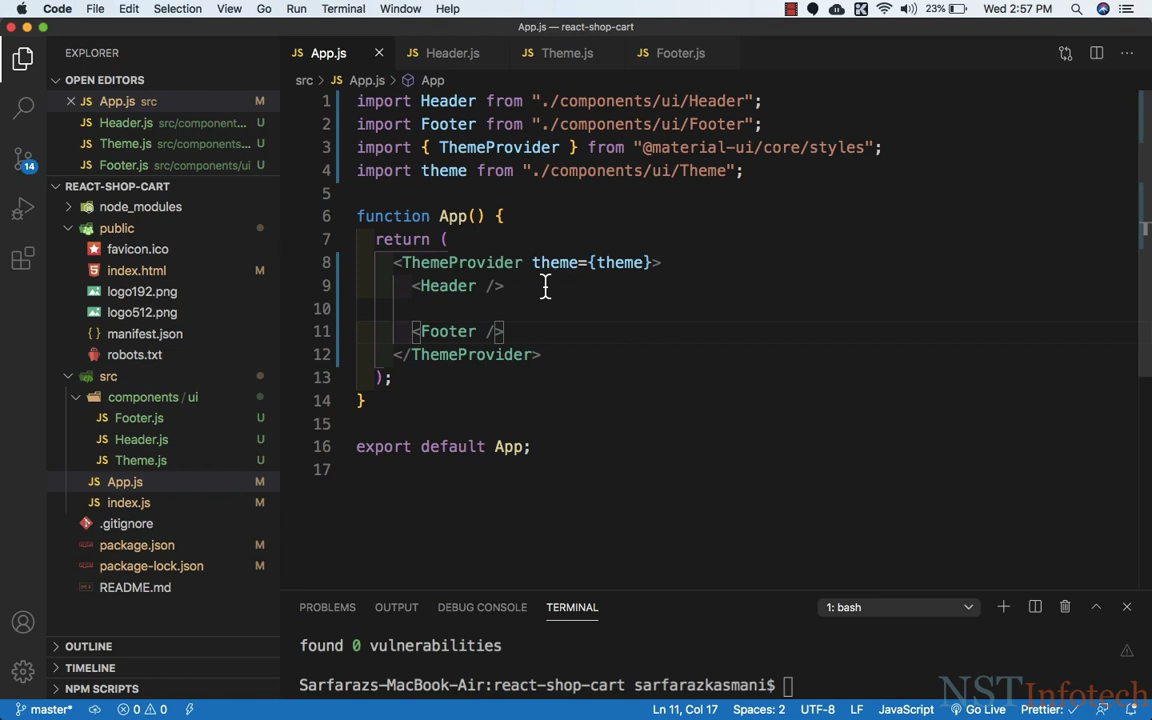 Code File Edit Selection View Go Run Terminal Window Help 23% Wed 2:57 PM
App.js — react-shop-cart
EXPLORER
OPEN EDITORS
App.js src M
Header.js src/component... U
Theme.js src/components... U
Footer.js src/components/ui U
REACT-SHOP-CART
node_modules
public
favicon.ico
index.html M
logo192.png
logo512.png
manifest.json
robots.txt
src
components / ui
Footer.js U
Header.js U
Theme.js U
App.js M
index.js M
.gitignore
package.json M
package-lock.json M
README.md
OUTLINE
TIMELINE
NPM SCRIPTS
14
App.js Header.js Theme.js Footer.js
src > App.js > App
1 import Header from "./components/ui/Header";
2 import Footer from "./components/ui/Footer";
3 import { ThemeProvider } from "@material-ui/core/styles";
4 import theme from "./components/ui/Theme";
5
6 function App() {
7 return (
8 <ThemeProvider theme={theme}>
9 <Header />
10
11 <Footer />
12 </ThemeProvider>
13 );
14 }
15
16 export default App;
17
PROBLEMS OUTPUT DEBUG CONSOLE TERMINAL 1: bash
found 0 vulnerabilities
Sarfarazs-MacBook-Air:react-shop-cart sarfarazkasmani$
NSTInfotech
master* 0 0 Ln 11, Col 17 Spaces: 2 UTF-8 LF JavaScript Go Live Prettier: ✓